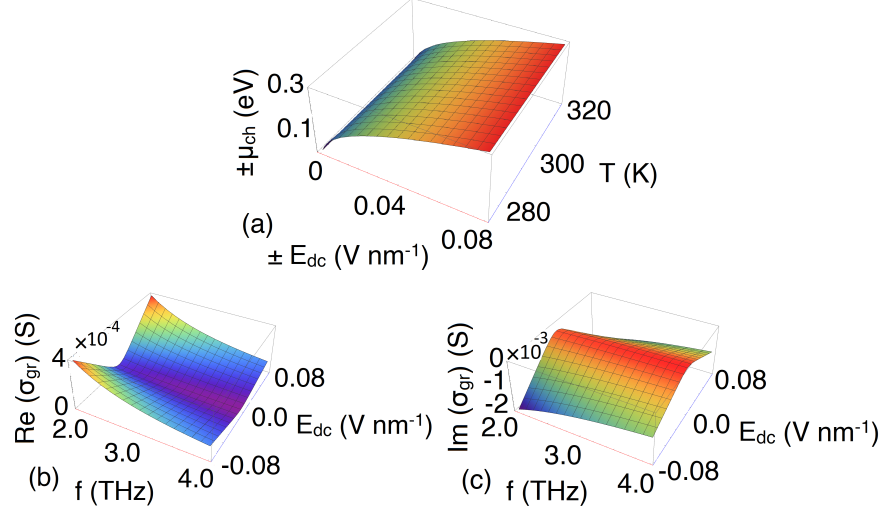 ±μch (eV)
0.3
0.1
0
0.04
0.08
± Edc (V nm-1)
280
300
320
T (K)
(a)
Re (σgr) (S)
×10-4
4
0
2.0
3.0
4.0
f (THz)
-0.08
0.0
0.08
Edc (V nm-1)
(b)
Im (σgr) (S)
×10-3
0
-1
-2
2.0
3.0
4.0
f (THz)
-0.08
0.0
0.08
Edc (V nm-1)
(c)